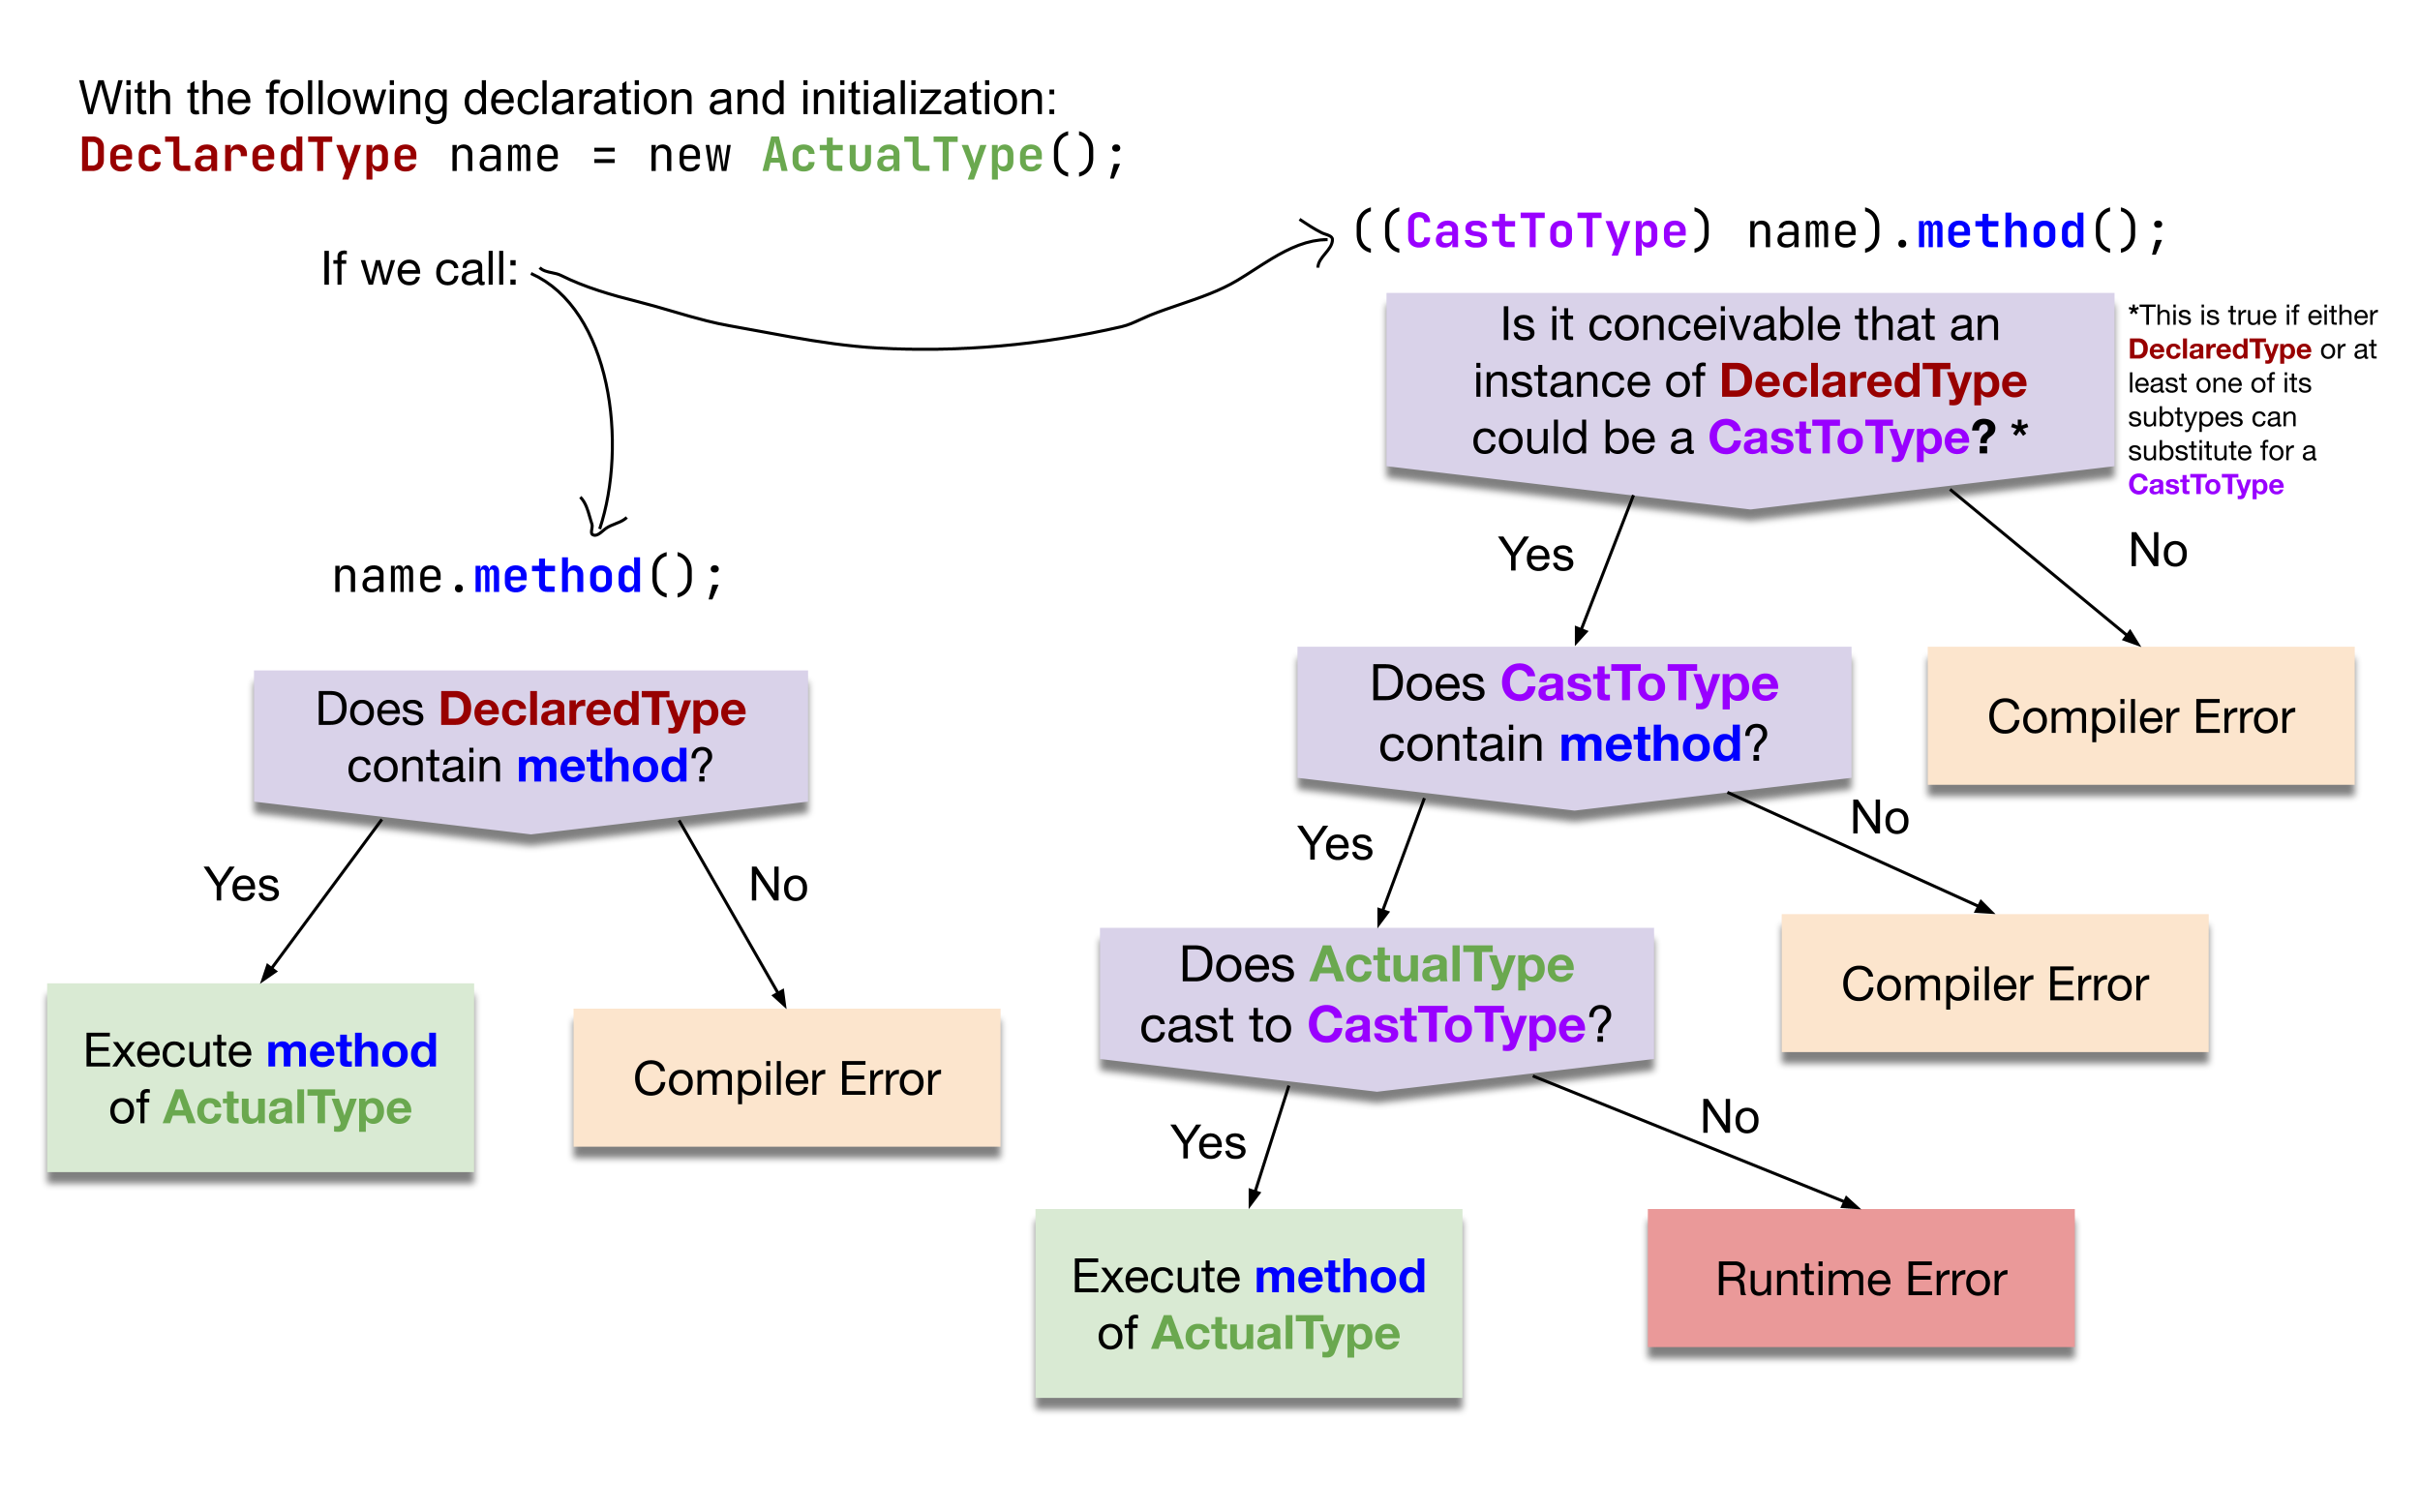 With the following declaration and initialization:
DeclaredType name = new ActualType();
If we call:
name.method();
Does DeclaredType
contain method?
Yes
No
Execute method
of ActualType
Compiler Error
((CastToType) name).method();
Is it conceivable that an
instance of DeclaredType
could be a CastToType? *
*This is true if either
DeclaredType or at
least one of its
subtypes can
substitute for a
CastToType
Yes
No
Does CastToType
contain method?
Compiler Error
Yes
No
Does ActualType
cast to CastToType?
Compiler Error
Yes
No
Execute method
of ActualType
Runtime Error